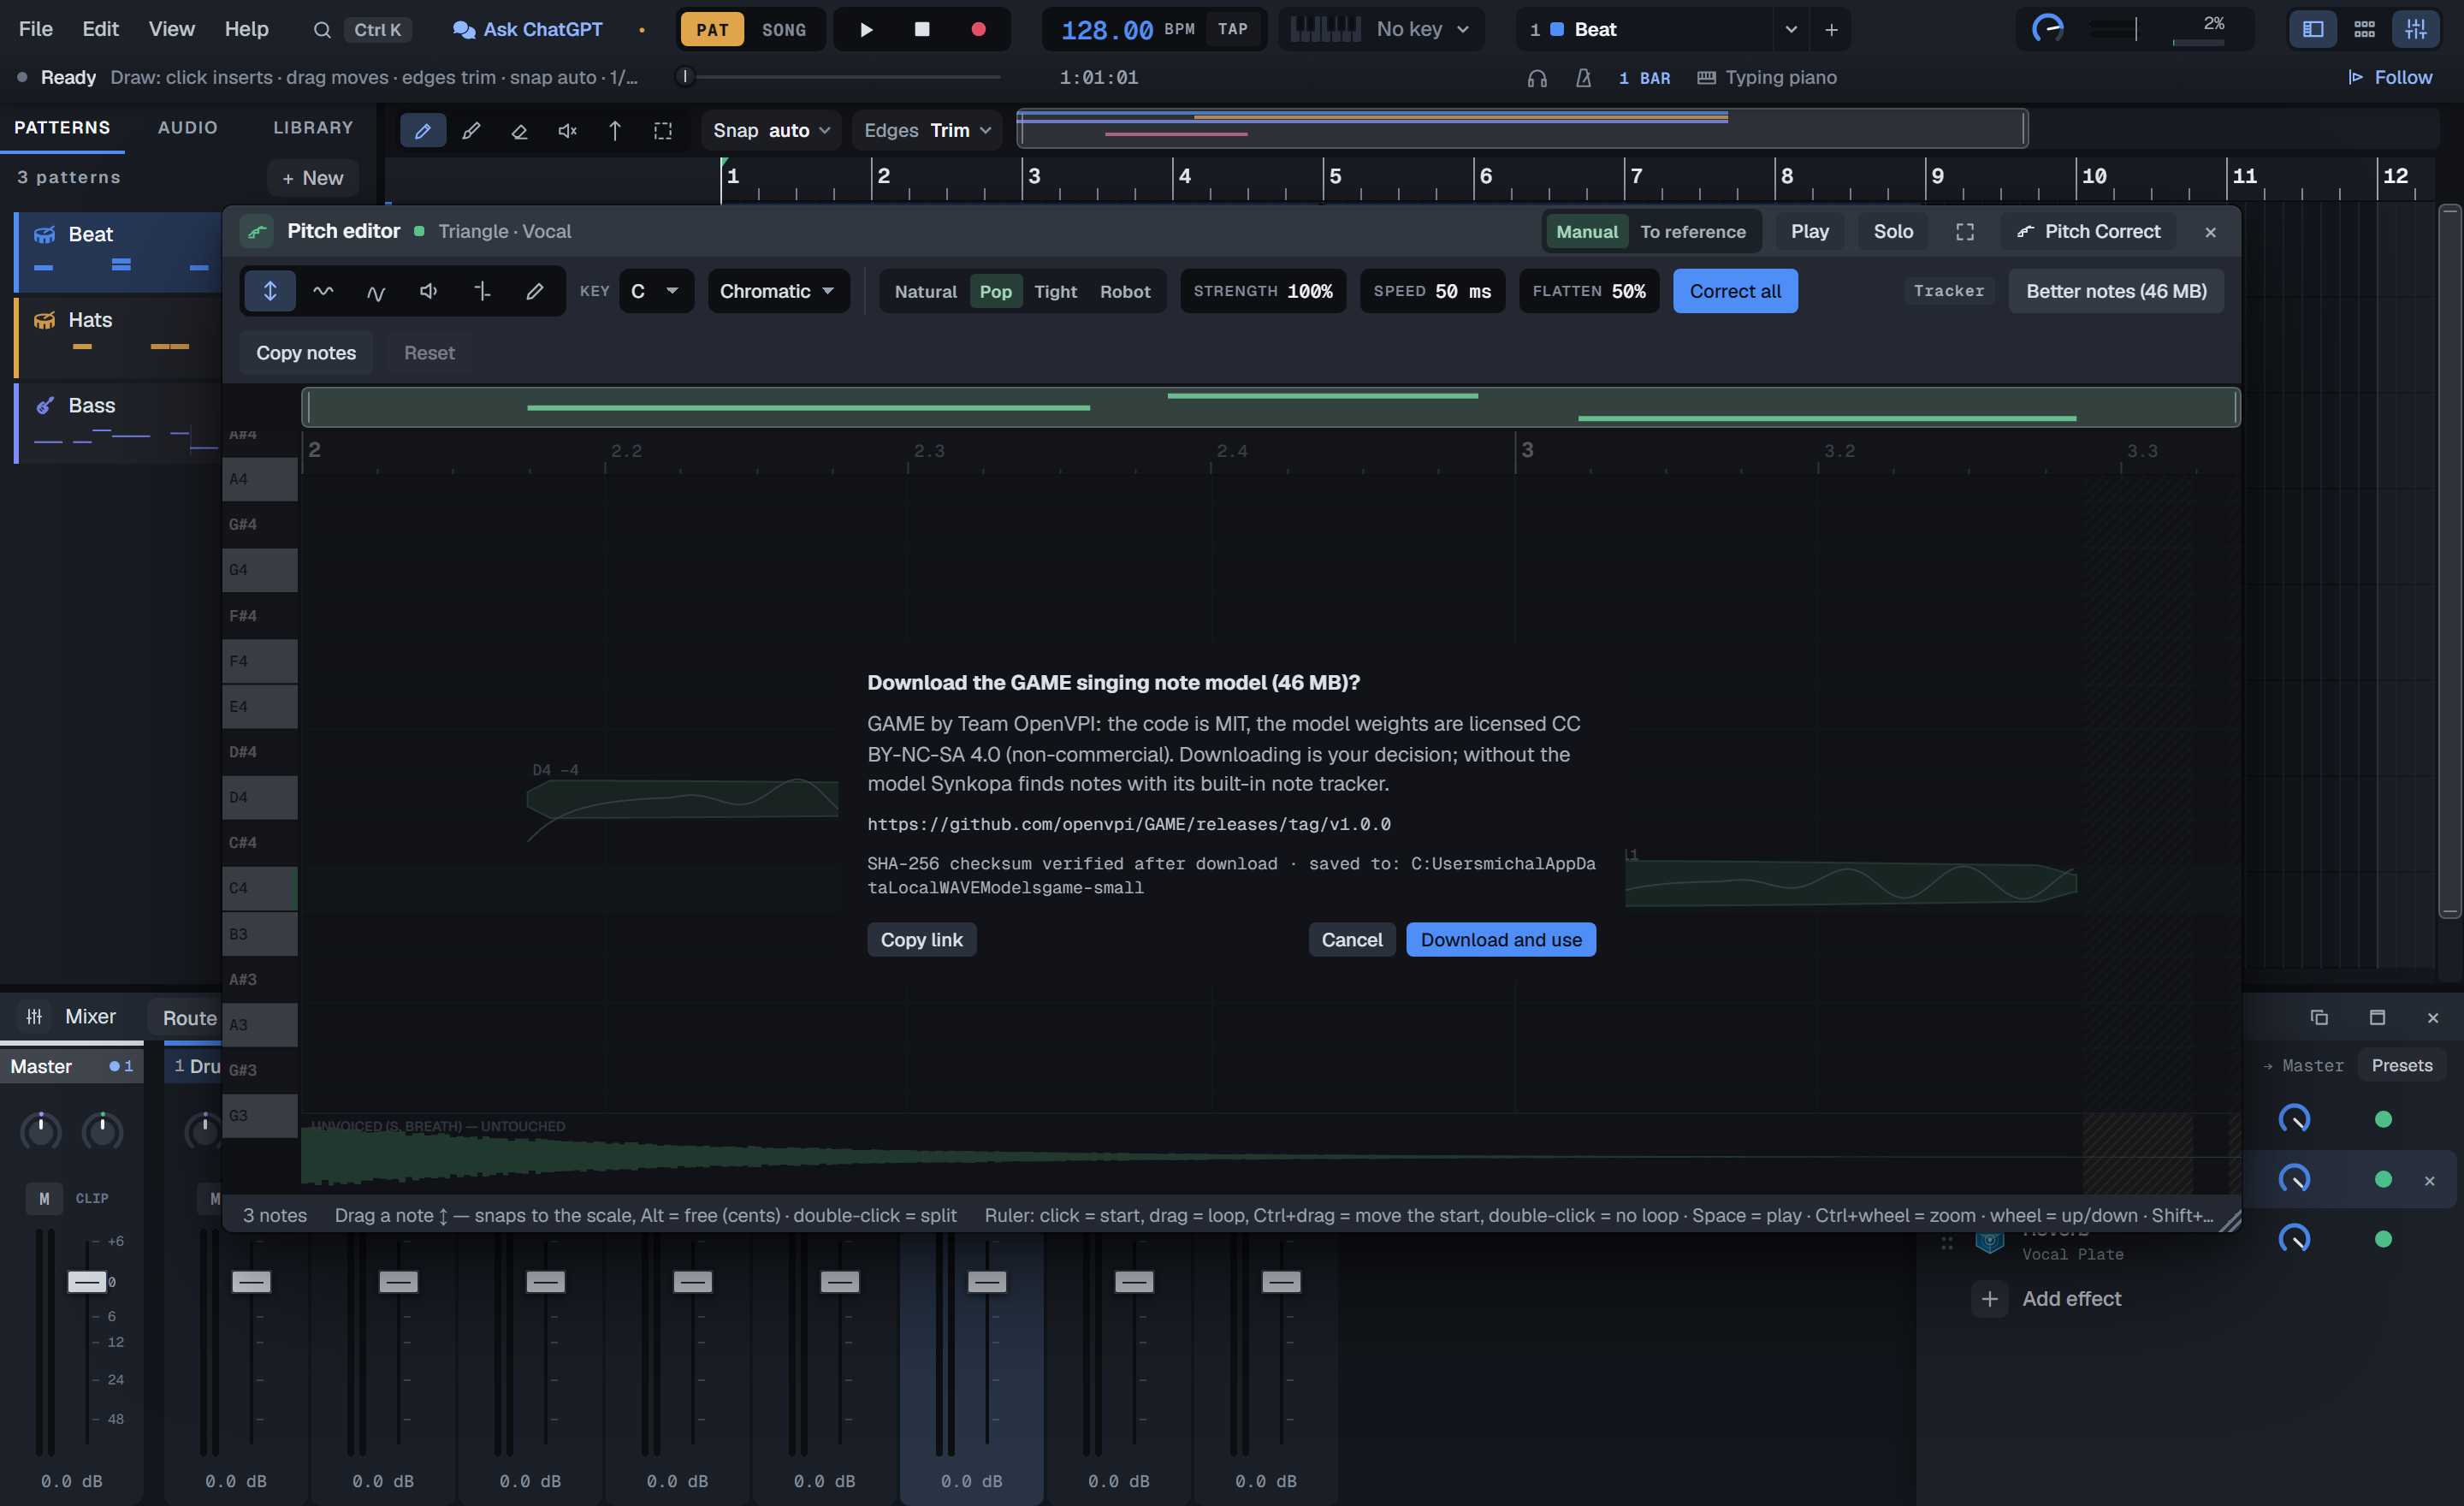 File Edit View Help Ctrl K Ask ChatGPT PAT SONG 128.00 BPM TAP No key 1 Beat 2%
Ready Draw: click inserts · drag moves · edges trim · snap auto · 1/… 1:01:01 1 BAR Typing piano Follow
PATTERNS AUDIO LIBRARY Snap auto Edges Trim
3 patterns + New 1 2 3 4 5 6 7 8 9 10 11 12
Beat
Hats
Bass
Pitch editor Triangle · Vocal Manual To reference Play Solo Pitch Correct
KEY C Chromatic Natural Pop Tight Robot STRENGTH 100% SPEED 50 ms FLATTEN 50% Correct all Tracker Better notes (46 MB)
Copy notes Reset
2 2.2 2.3 2.4 3 3.2 3.3
A#4
A4
G#4
G4
F#4
F4
E4
D#4
D4
C#4
C4
B3
A#3
A3
G#3
G3
D4 -4
Download the GAME singing note model (46 MB)?
GAME by Team OpenVPI: the code is MIT, the model weights are licensed CC
BY-NC-SA 4.0 (non-commercial). Downloading is your decision; without the
model Synkopa finds notes with its built-in note tracker.
https://github.com/openvpi/GAME/releases/tag/v1.0.0
SHA-256 checksum verified after download · saved to: C:UsersmichalAppDa
taLocalWAVEModelsgame-small
Copy link Cancel Download and use
UNVOICED (S, BREATH) — UNTOUCHED
3 notes Drag a note ↕ — snaps to the scale, Alt = free (cents) · double-click = split Ruler: click = start, drag = loop, Ctrl+drag = move the start, double-click = no loop · Space = play · Ctrl+wheel = zoom · wheel = up/down · Shift+…
Mixer Route
Master 1 1 Dru → Master Presets
M CLIP M
+6
0
6
12
24
48
0.0 dB 0.0 dB 0.0 dB 0.0 dB 0.0 dB 0.0 dB 0.0 dB 0.0 dB 0.0 dB
Reverb
Vocal Plate
Add effect